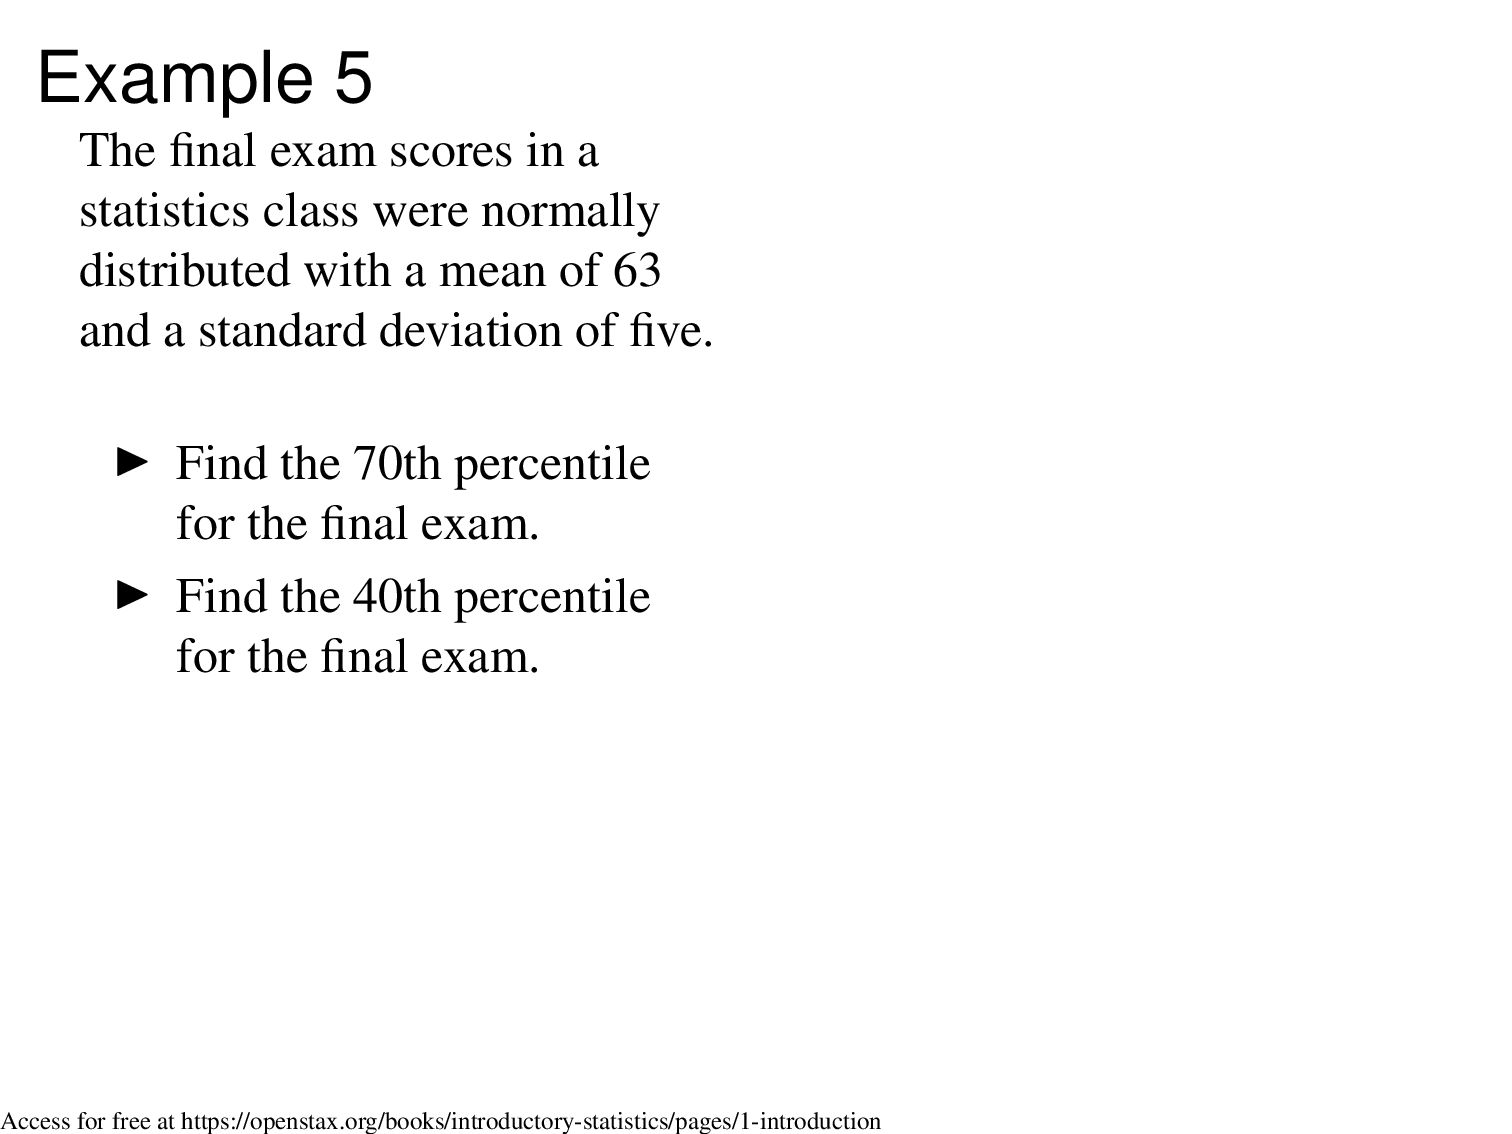 Example 5
The final exam scores in a
statistics class were normally
distributed with a mean of 63
and a standard deviation of five.
▶ Find the 70th percentile
for the final exam.
▶ Find the 40th percentile
for the final exam.
Access for free at https://openstax.org/books/introductory-statistics/pages/1-introduction